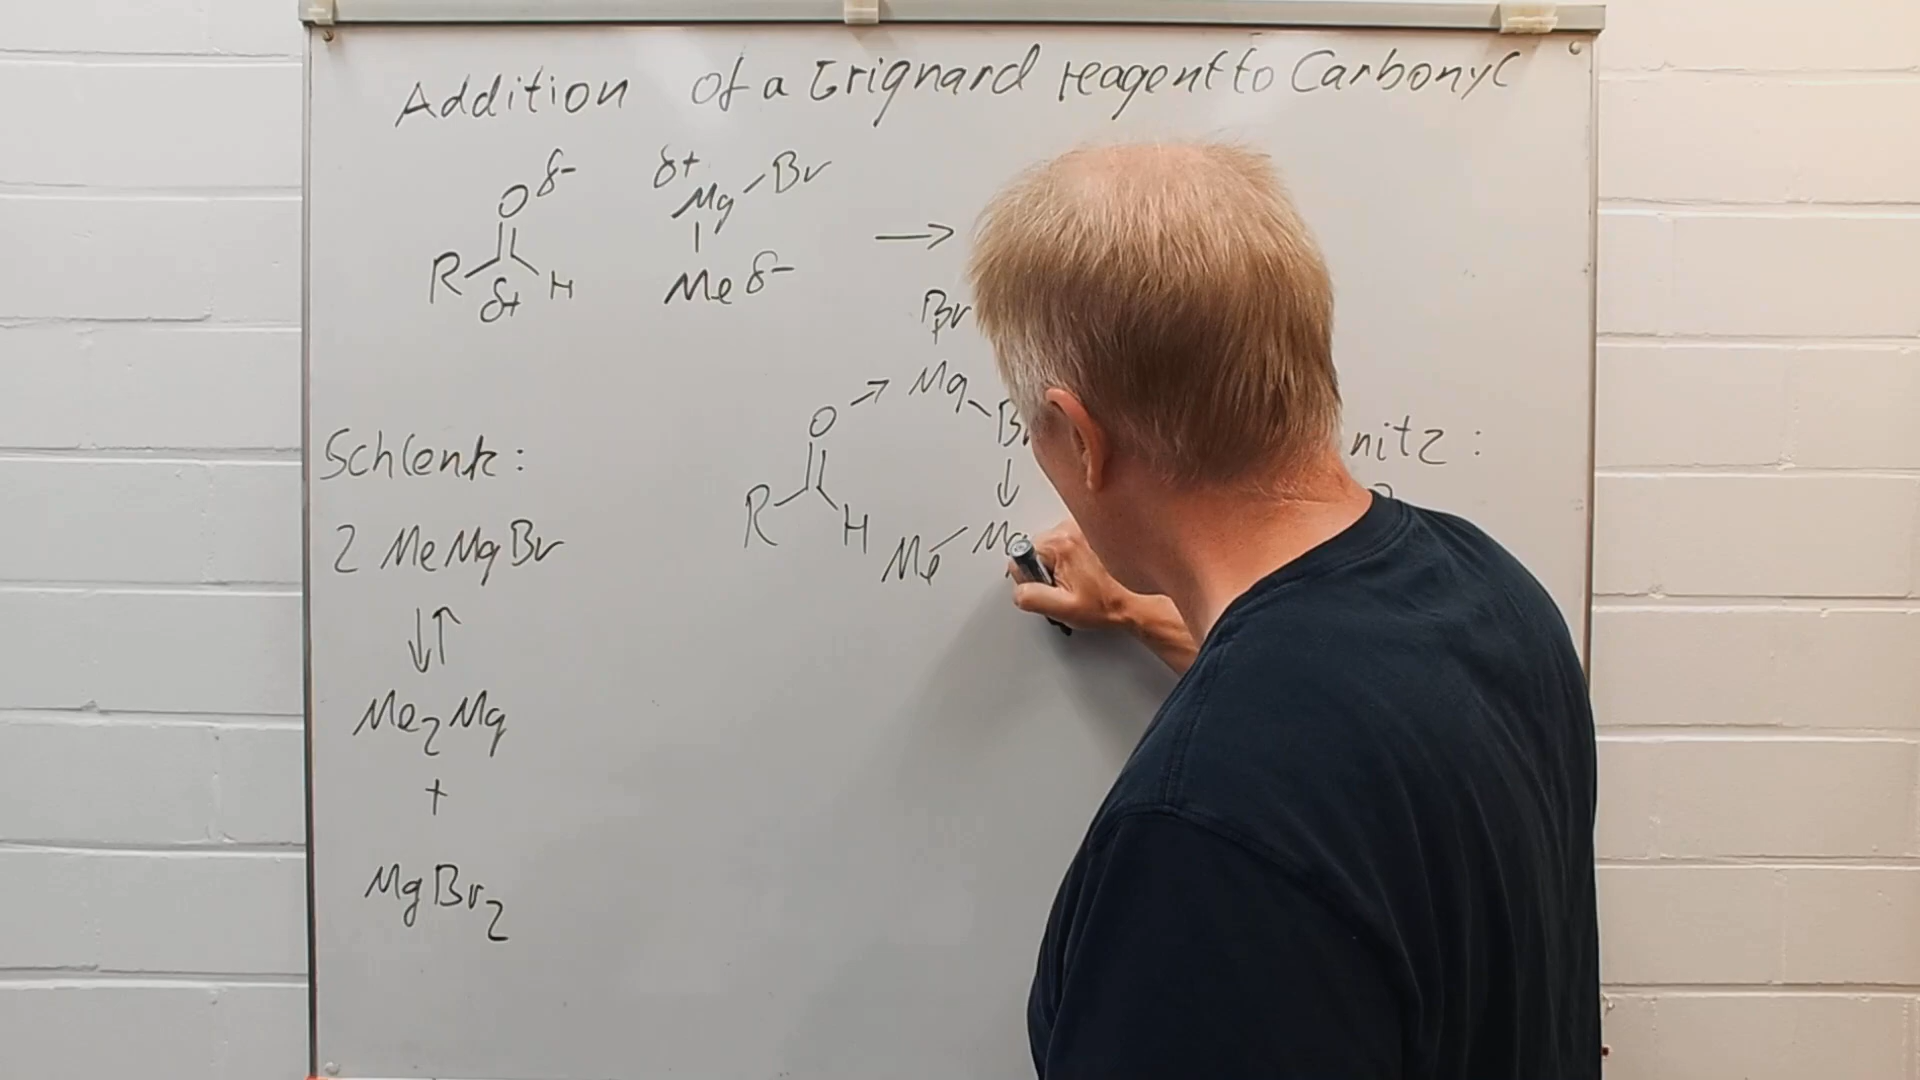 Addition of a Grignard reagent to Carbonyl
O δ- δ+ Mg Br
R δ+ H Me δ- →
Br
O → Mg Br
R H Me Mg
Schlenk:
2 MeMgBr
Me2Mg
+
MgBr2
nitz: